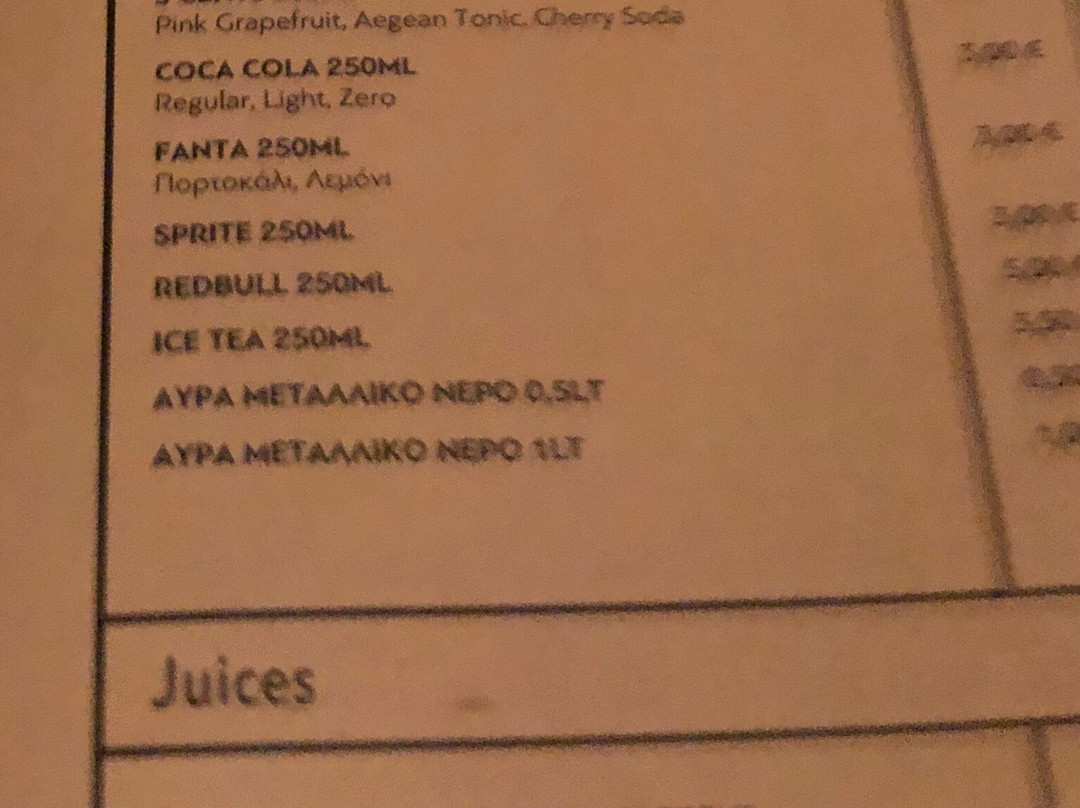 Pink Grapefruit, Aegean Tonic, Cherry Soda
COCA COLA 250ML
Regular, Light, Zero
FANTA 250ML
Πορτοκάλι, Λεμόνι
SPRITE 250ML
REDBULL 250ML
ICE TEA 250ML
ΑΥΡΑ ΜΕΤΑΛΛΙΚΟ ΝΕΡΟ 0,5LT
ΑΥΡΑ ΜΕΤΑΛΛΙΚΟ ΝΕΡΟ 1LT
Juices